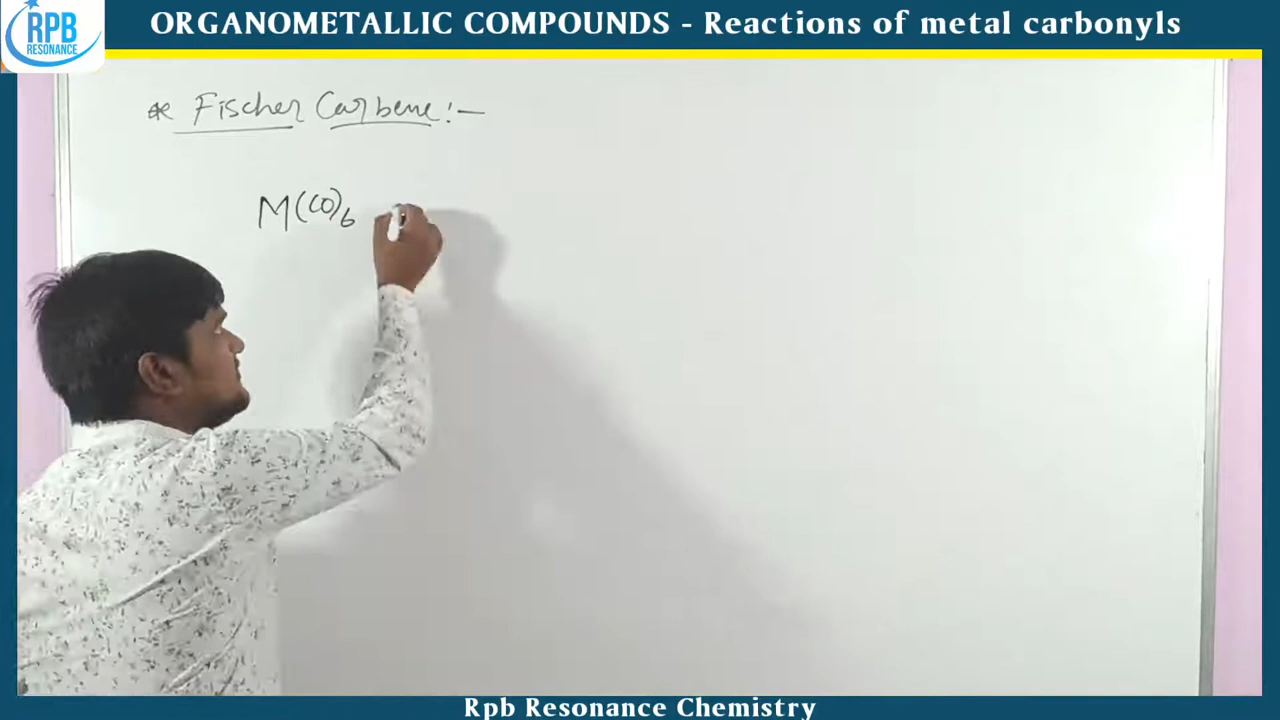 RPB
RESONANCE
ORGANOMETALLIC COMPOUNDS - Reactions of metal carbonyls
* Fischer Carbene:-
M(CO)6
Rpb Resonance Chemistry